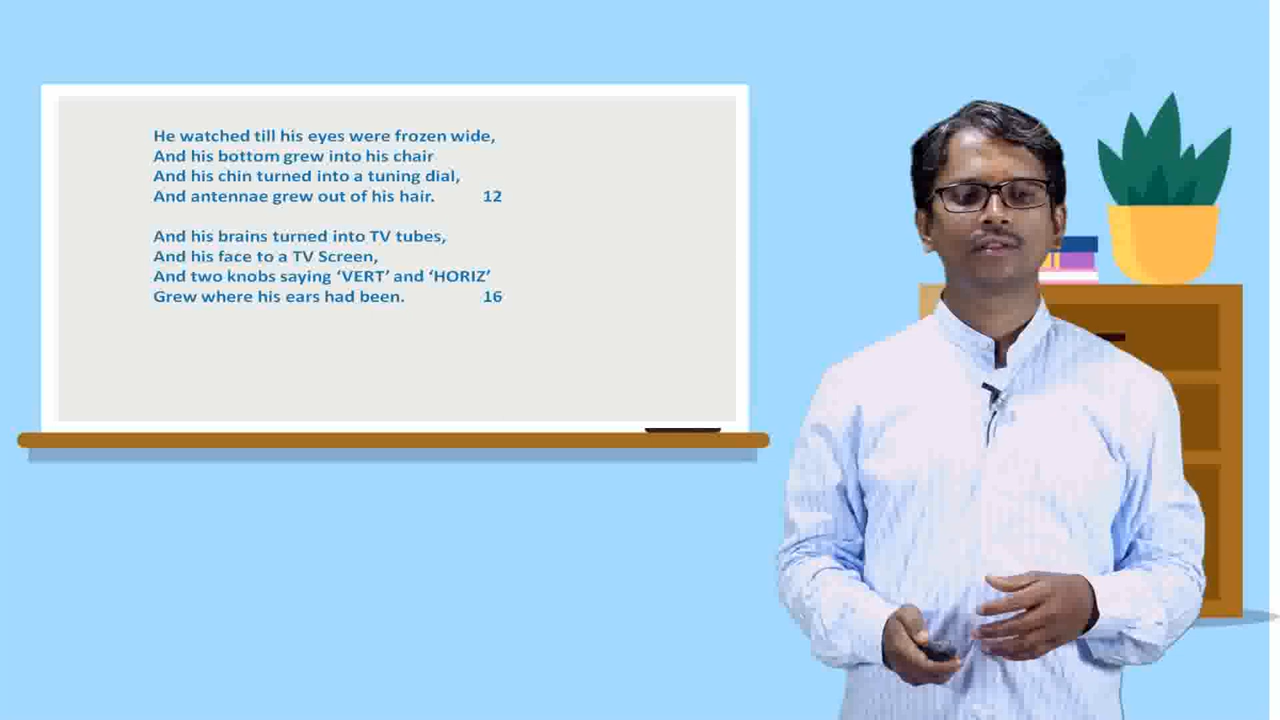 He watched till his eyes were frozen wide,
And his bottom grew into his chair
And his chin turned into a tuning dial,
And antennae grew out of his hair. 12
And his brains turned into TV tubes,
And his face to a TV Screen,
And two knobs saying ‘VERT’ and ‘HORIZ’
Grew where his ears had been. 16